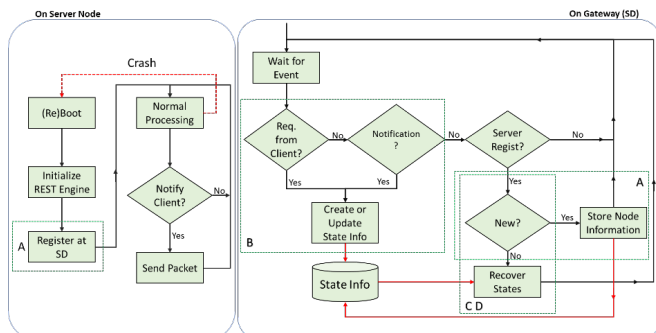 On Server Node
On Gateway (SD)
Crash
(Re)Boot
Normal
Processing
Initialize
REST Engine
Notify
Client?
No
Yes
A
Register at
SD
Send Packet
Wait for
Event
Req.
from
Client?
No
Notification
?
No
Server
Regist?
No
Yes
Yes
Yes
A
Create or
Update
State Info
B
New?
Yes
Store Node
Information
No
State Info
Recover
States
C D